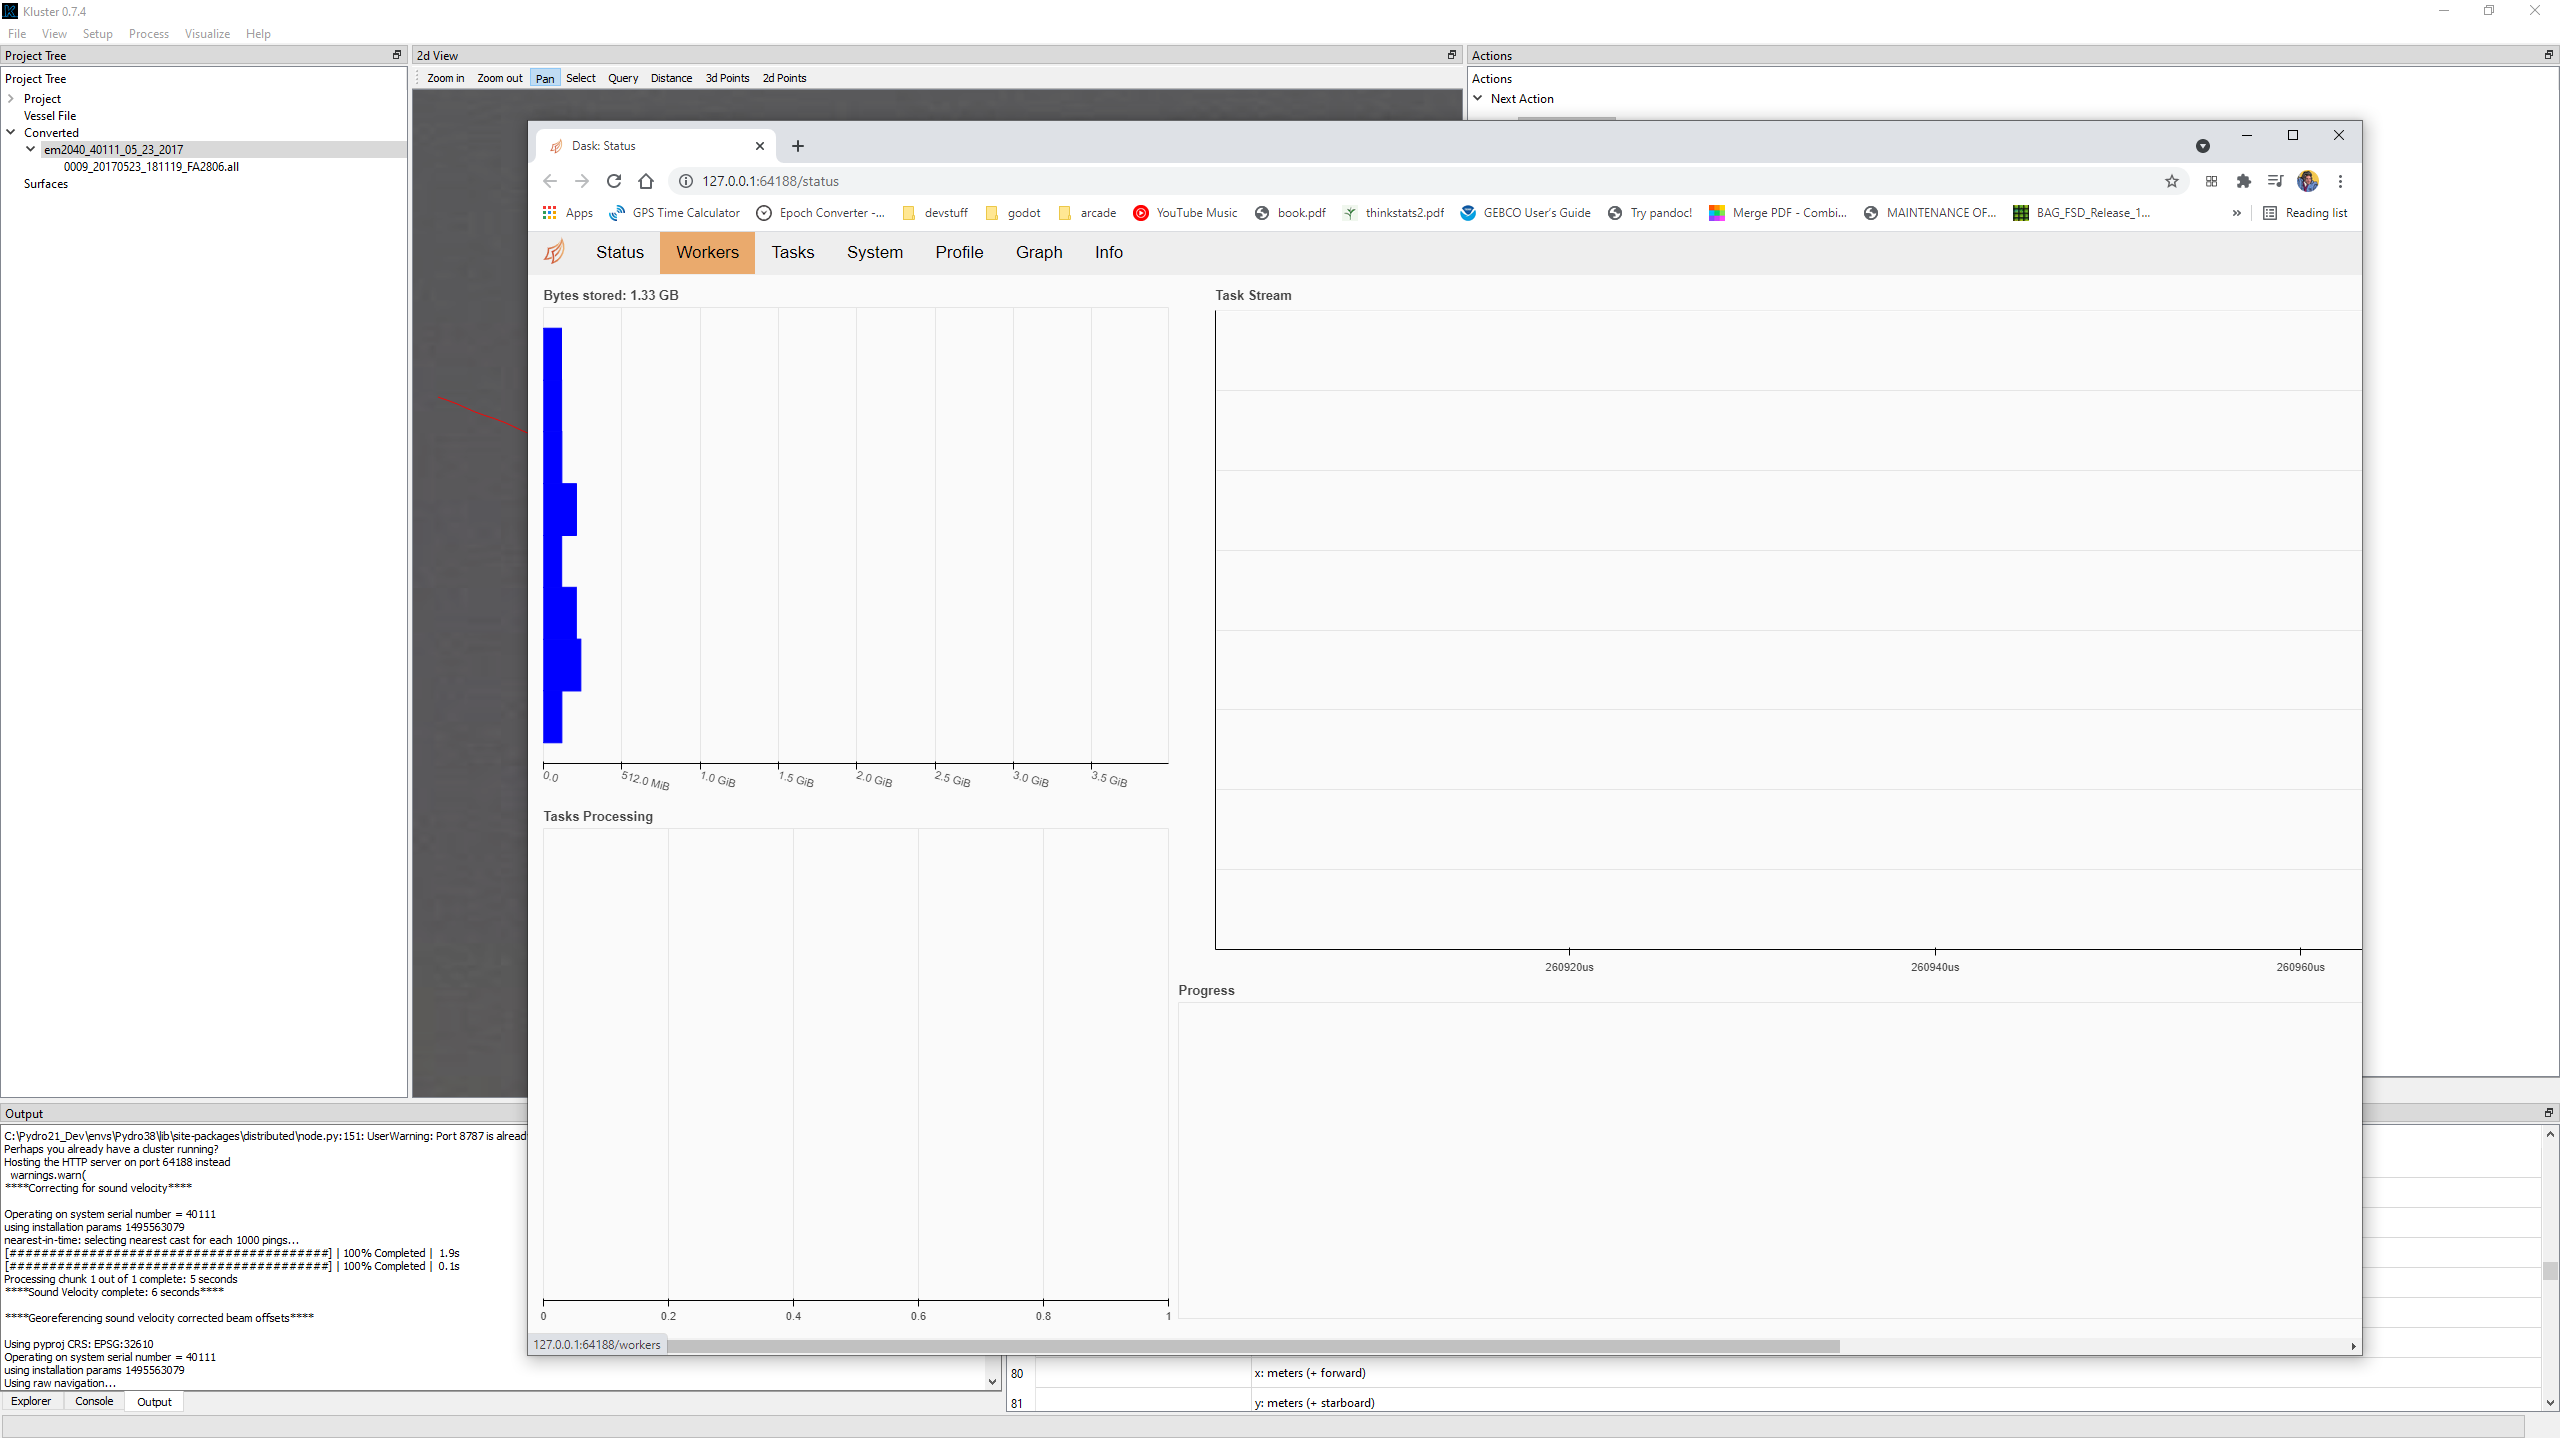 Kluster 0.7.4
File View Setup Process Visualize Help
Project Tree
Project Tree
Project
Vessel File
Converted
em2040_40111_05_23_2017
0009_20170523_181119_FA2806.all
Surfaces
2d View
Zoom in Zoom out Pan Select Query Distance 3d Points 2d Points
Actions
Actions
Next Action
Dask: Status
127.0.0.1:64188/status
Apps GPS Time Calculator Epoch Converter -... devstuff godot arcade YouTube Music book.pdf thinkstats2.pdf GEBCO User's Guide Try pandoc! Merge PDF - Combi... MAINTENANCE OF... BAG_FSD_Release_1... » Reading list
Status Workers Tasks System Profile Graph Info
Bytes stored: 1.33 GB
0.0 512.0 MiB 1.0 GiB 1.5 GiB 2.0 GiB 2.5 GiB 3.0 GiB 3.5 GiB
Tasks Processing
0 0.2 0.4 0.6 0.8 1
127.0.0.1:64188/workers
Task Stream
260920us 260940us 260960us
Progress
Output
C:\Pydro21_Dev\envs\Pydro38\lib\site-packages\distributed\node.py:151: UserWarning: Port 8787 is alread
Perhaps you already have a cluster running?
Hosting the HTTP server on port 64188 instead
warnings.warn(
****Correcting for sound velocity****
Operating on system serial number = 40111
using installation params 1495563079
nearest-in-time: selecting nearest cast for each 1000 pings...
[########################################] | 100% Completed | 1.9s
[########################################] | 100% Completed | 0.1s
Processing chunk 1 out of 1 complete: 5 seconds
****Sound Velocity complete: 6 seconds****
****Georeferencing sound velocity corrected beam offsets****
Using pyproj CRS: EPSG:32610
Operating on system serial number = 40111
using installation params 1495563079
Using raw navigation...
Explorer Console Output
80 x: meters (+ forward)
81 y: meters (+ starboard)